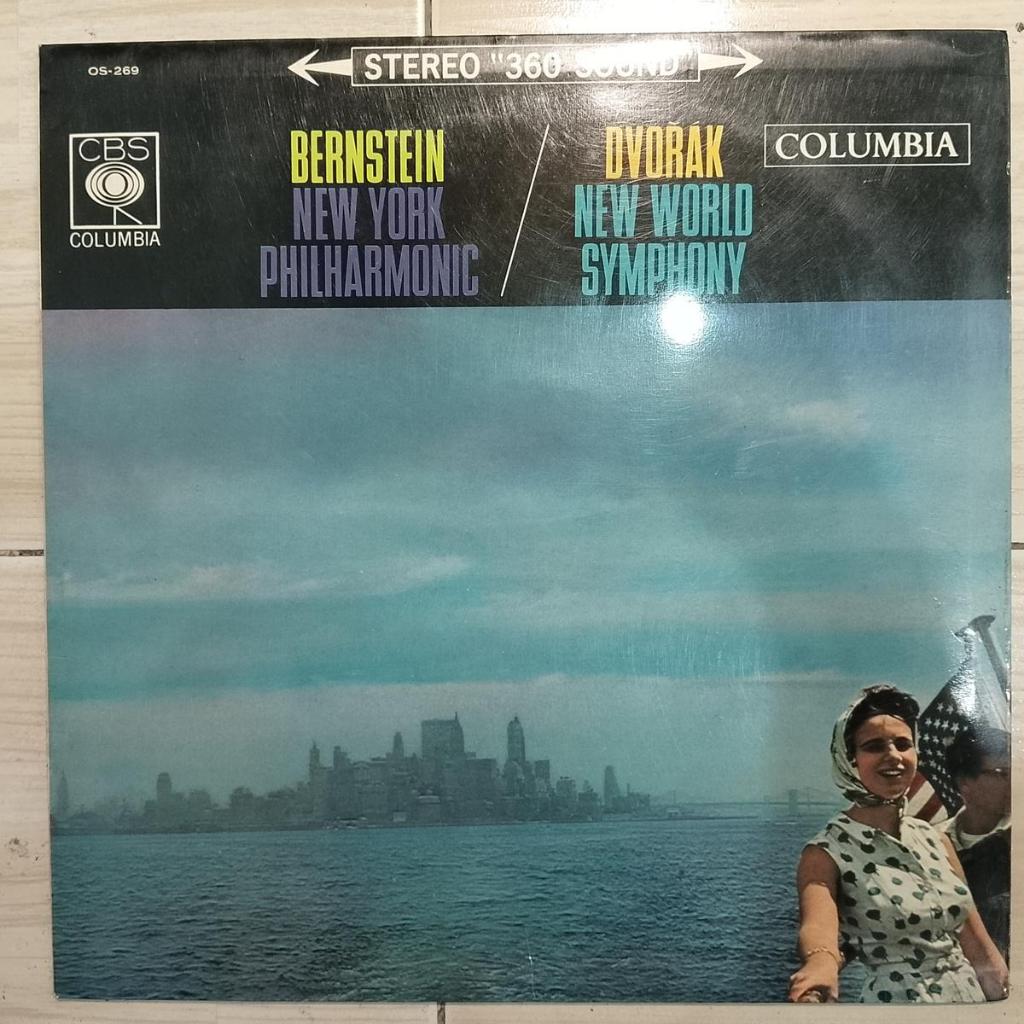 STEREO "360 SOUND"
OS-269
CBS
COLUMBIA
BERNSTEIN
NEW YORK
PHILHARMONIC
DVOŘÁK
NEW WORLD
SYMPHONY
COLUMBIA